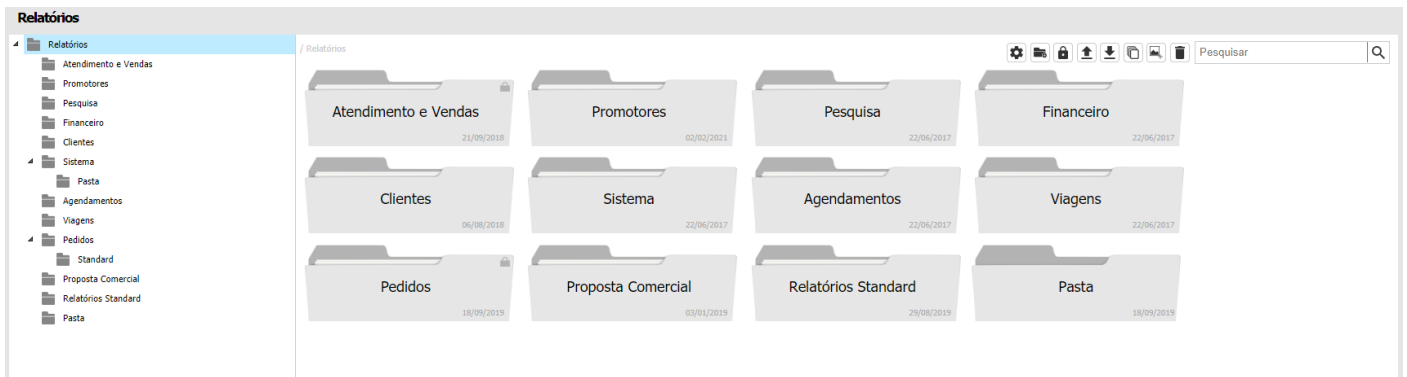 Relatórios
Relatórios
Atendimento e Vendas
Promotores
Pesquisa
Financeiro
Clientes
Sistema
Pasta
Agendamentos
Viagens
Pedidos
Standard
Proposta Comercial
Relatórios Standard
Pasta
/ Relatórios
Pesquisar
Atendimento e Vendas
21/09/2018
Promotores
02/02/2021
Pesquisa
22/06/2017
Financeiro
22/06/2017
Clientes
06/08/2018
Sistema
22/06/2017
Agendamentos
22/06/2017
Viagens
22/06/2017
Pedidos
18/09/2019
Proposta Comercial
03/01/2019
Relatórios Standard
29/08/2019
Pasta
18/09/2019